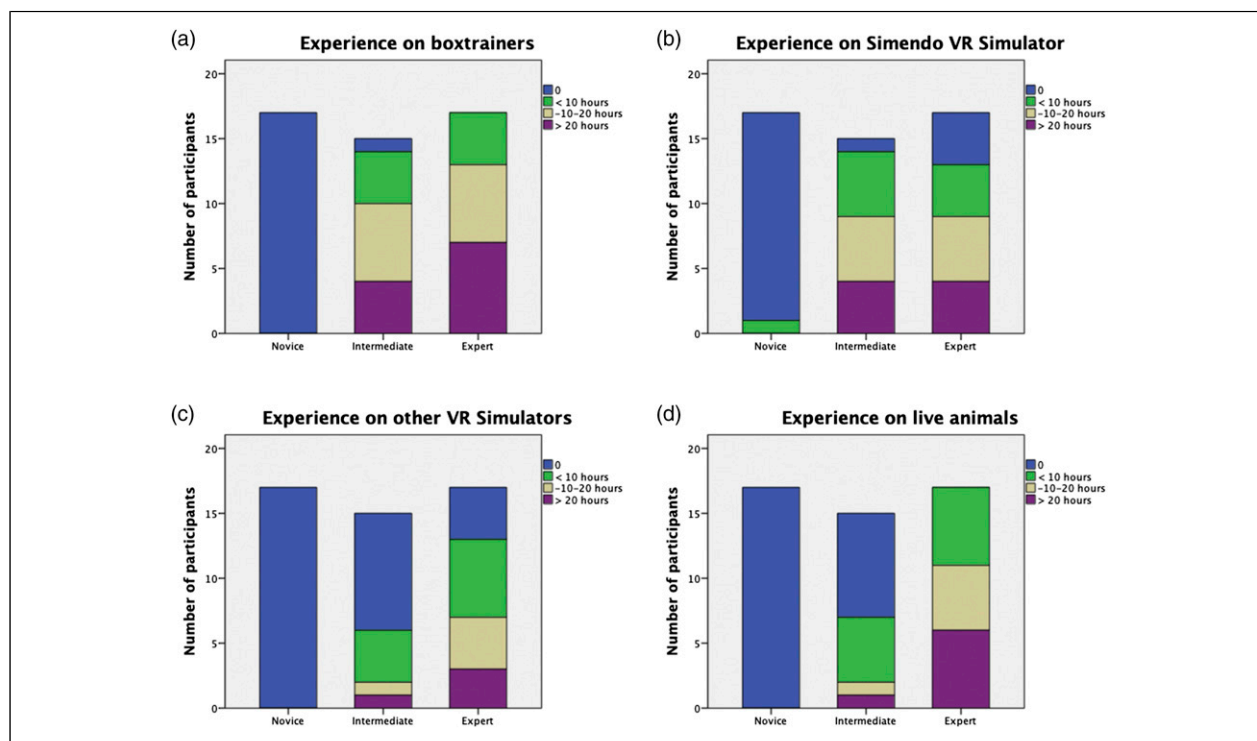 (a) Experience on boxtrainers
20
15
10
5
0
Number of participants
Novice Intermediate Expert
0
< 10 hours
-10-20 hours
> 20 hours
(b) Experience on Simendo VR Simulator
20
15
10
5
0
Number of participants
Novice Intermediate Expert
0
< 10 hours
-10-20 hours
> 20 hours
(c) Experience on other VR Simulators
20
15
10
5
0
Number of participants
Novice Intermediate Expert
0
< 10 hours
-10-20 hours
> 20 hours
(d) Experience on live animals
20
15
10
5
0
Number of participants
Novice Intermediate Expert
0
< 10 hours
-10-20 hours
> 20 hours